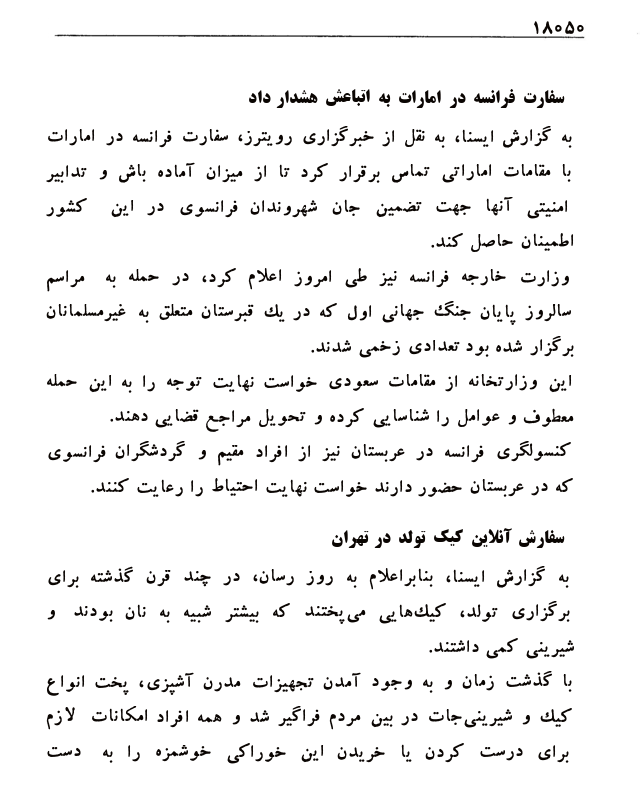 ۱۸۰۵۰
سفارت فرانسه در امارات به اتباعش هشدار داد
به گزارش ایسنا، به نقل از خبرگزاری رویترز، سفارت فرانسه در امارات
با مقامات اماراتی تماس برقرار کرد تا از میزان آماده باش و تدابیر
امنیتی آنها جهت تضمین جان شهروندان فرانسوی در این کشور
اطمینان حاصل کند.
وزارت خارجه فرانسه نیز طی امروز اعلام کرد، در حمله به مراسم
سالروز پایان جنگ جهانی اول که در یك قبرستان متعلق به غیرمسلمانان
برگزار شده بود تعدادی زخمی شدند.
این وزارتخانه از مقامات سعودی خواست نهایت توجه را به این حمله
معطوف و عوامل را شناسایی کرده و تحویل مراجع قضایی دهند.
کنسولگری فرانسه در عربستان نیز از افراد مقیم و گردشگران فرانسوی
که در عربستان حضور دارند خواست نهایت احتیاط را رعایت کنند.
سفارش آنلاین کیک تولد در تهران
به گزارش ایسنا، بنابراعلام به روز رسان، در چند قرن گذشته برای
برگزاری تولد، کیك‌هایی می‌پختند که بیشتر شبیه به نان بودند و
شیرینی کمی داشتند.
با گذشت زمان و به وجود آمدن تجهیزات مدرن آشپزی، پخت انواع
کیك و شیرینی‌جات در بین مردم فراگیر شد و همه افراد امکانات لازم
برای درست کردن یا خریدن این خوراکی خوشمزه را به دست